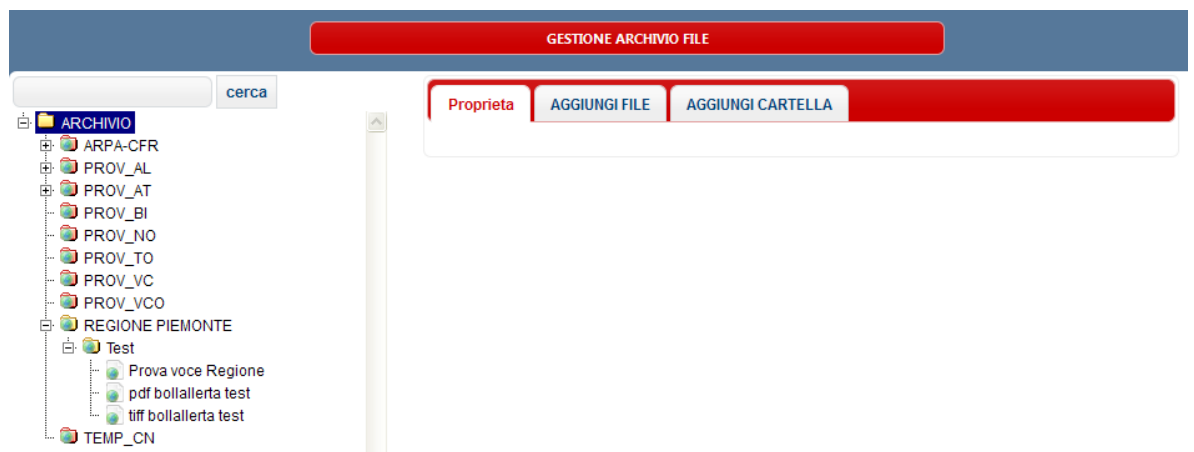 GESTIONE ARCHIVIO FILE
cerca
Proprieta AGGIUNGI FILE AGGIUNGI CARTELLA
ARCHIVIO
ARPA-CFR
PROV_AL
PROV_AT
PROV_BI
PROV_NO
PROV_TO
PROV_VC
PROV_VCO
REGIONE PIEMONTE
Test
Prova voce Regione
pdf bollallerta test
tiff bollallerta test
TEMP_CN